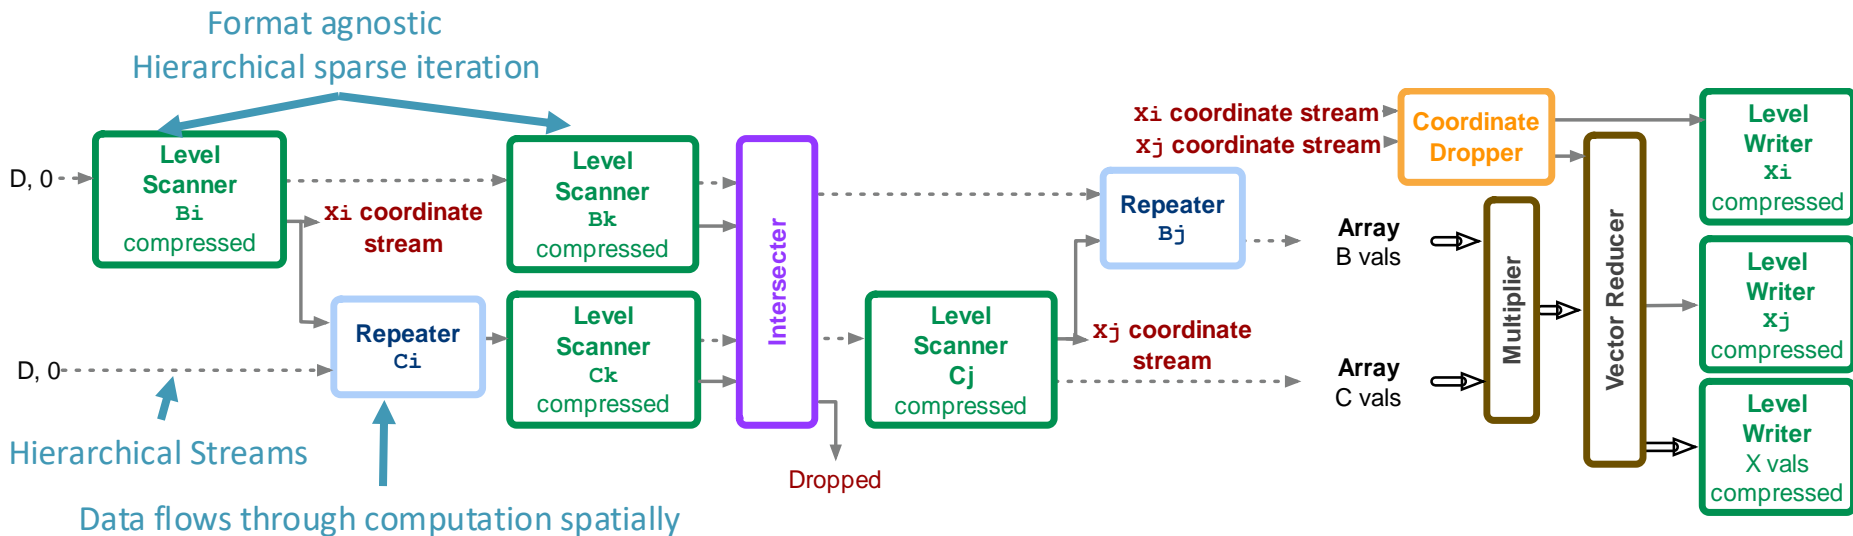 Format agnostic
Hierarchical sparse iteration
D, 0
Level
Scanner
Bi
compressed
Xi coordinate
stream
Level
Scanner
Bk
compressed
D, 0
Repeater
Ci
Level
Scanner
Ck
compressed
Intersecter
Dropped
Level
Scanner
Cj
compressed
Xj coordinate
stream
Repeater
Bj
Xi coordinate stream
Xj coordinate stream
Coordinate
Dropper
Array
B vals
Array
C vals
Multiplier
Vector Reducer
Level
Writer
Xi
compressed
Level
Writer
Xj
compressed
Level
Writer
X vals
compressed
Hierarchical Streams
Data flows through computation spatially